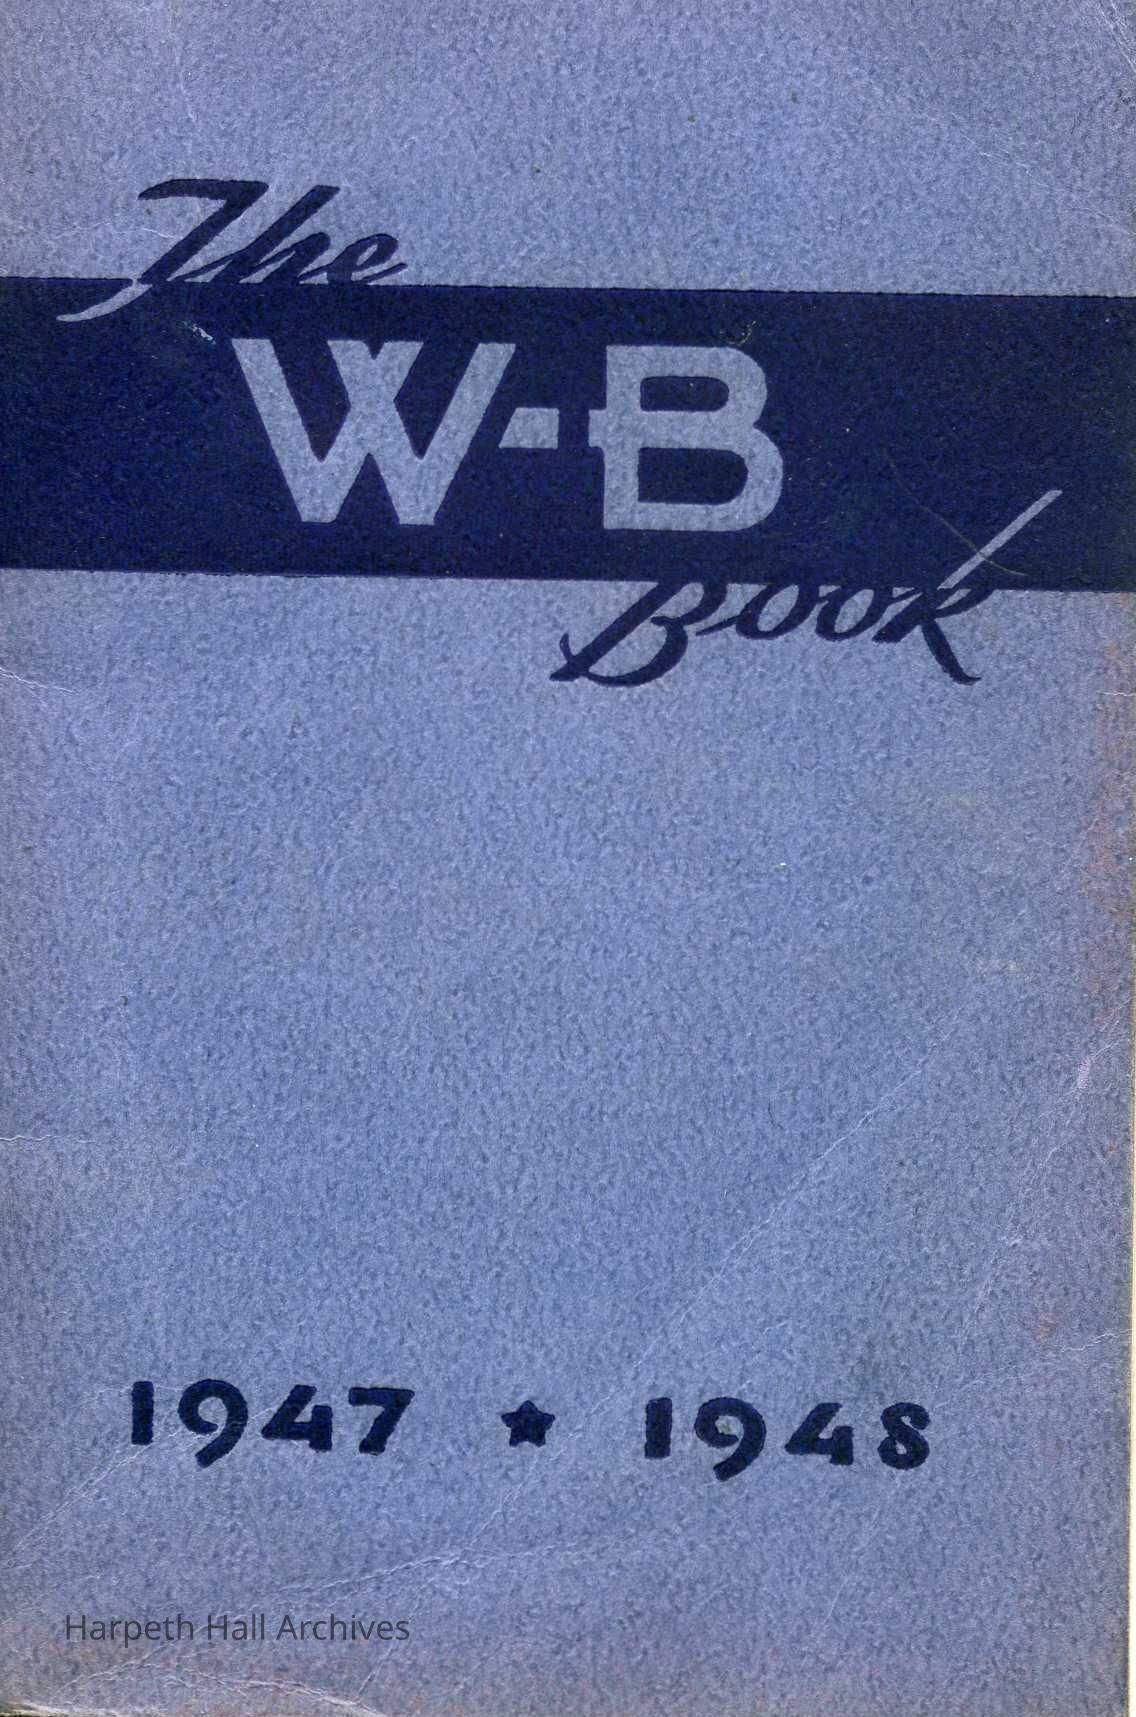 The
W-B
Book
1947 ★ 1948
Harpeth Hall Archives